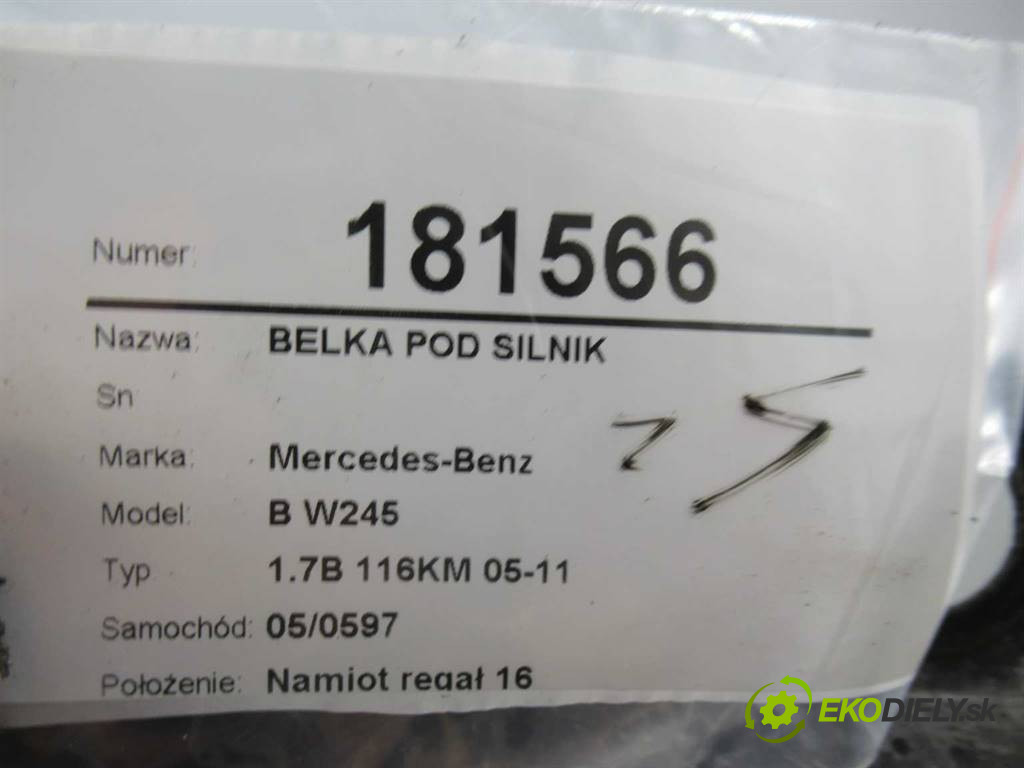 Numer: 181566
Nazwa: BELKA POD SILNIK
Sn
Marka: Mercedes-Benz
Model: B W245
Typ 1.7B 116KM 05-11
Samochód: 05/0597
Położenie: Namiot regał 16
EKODIELY.sk